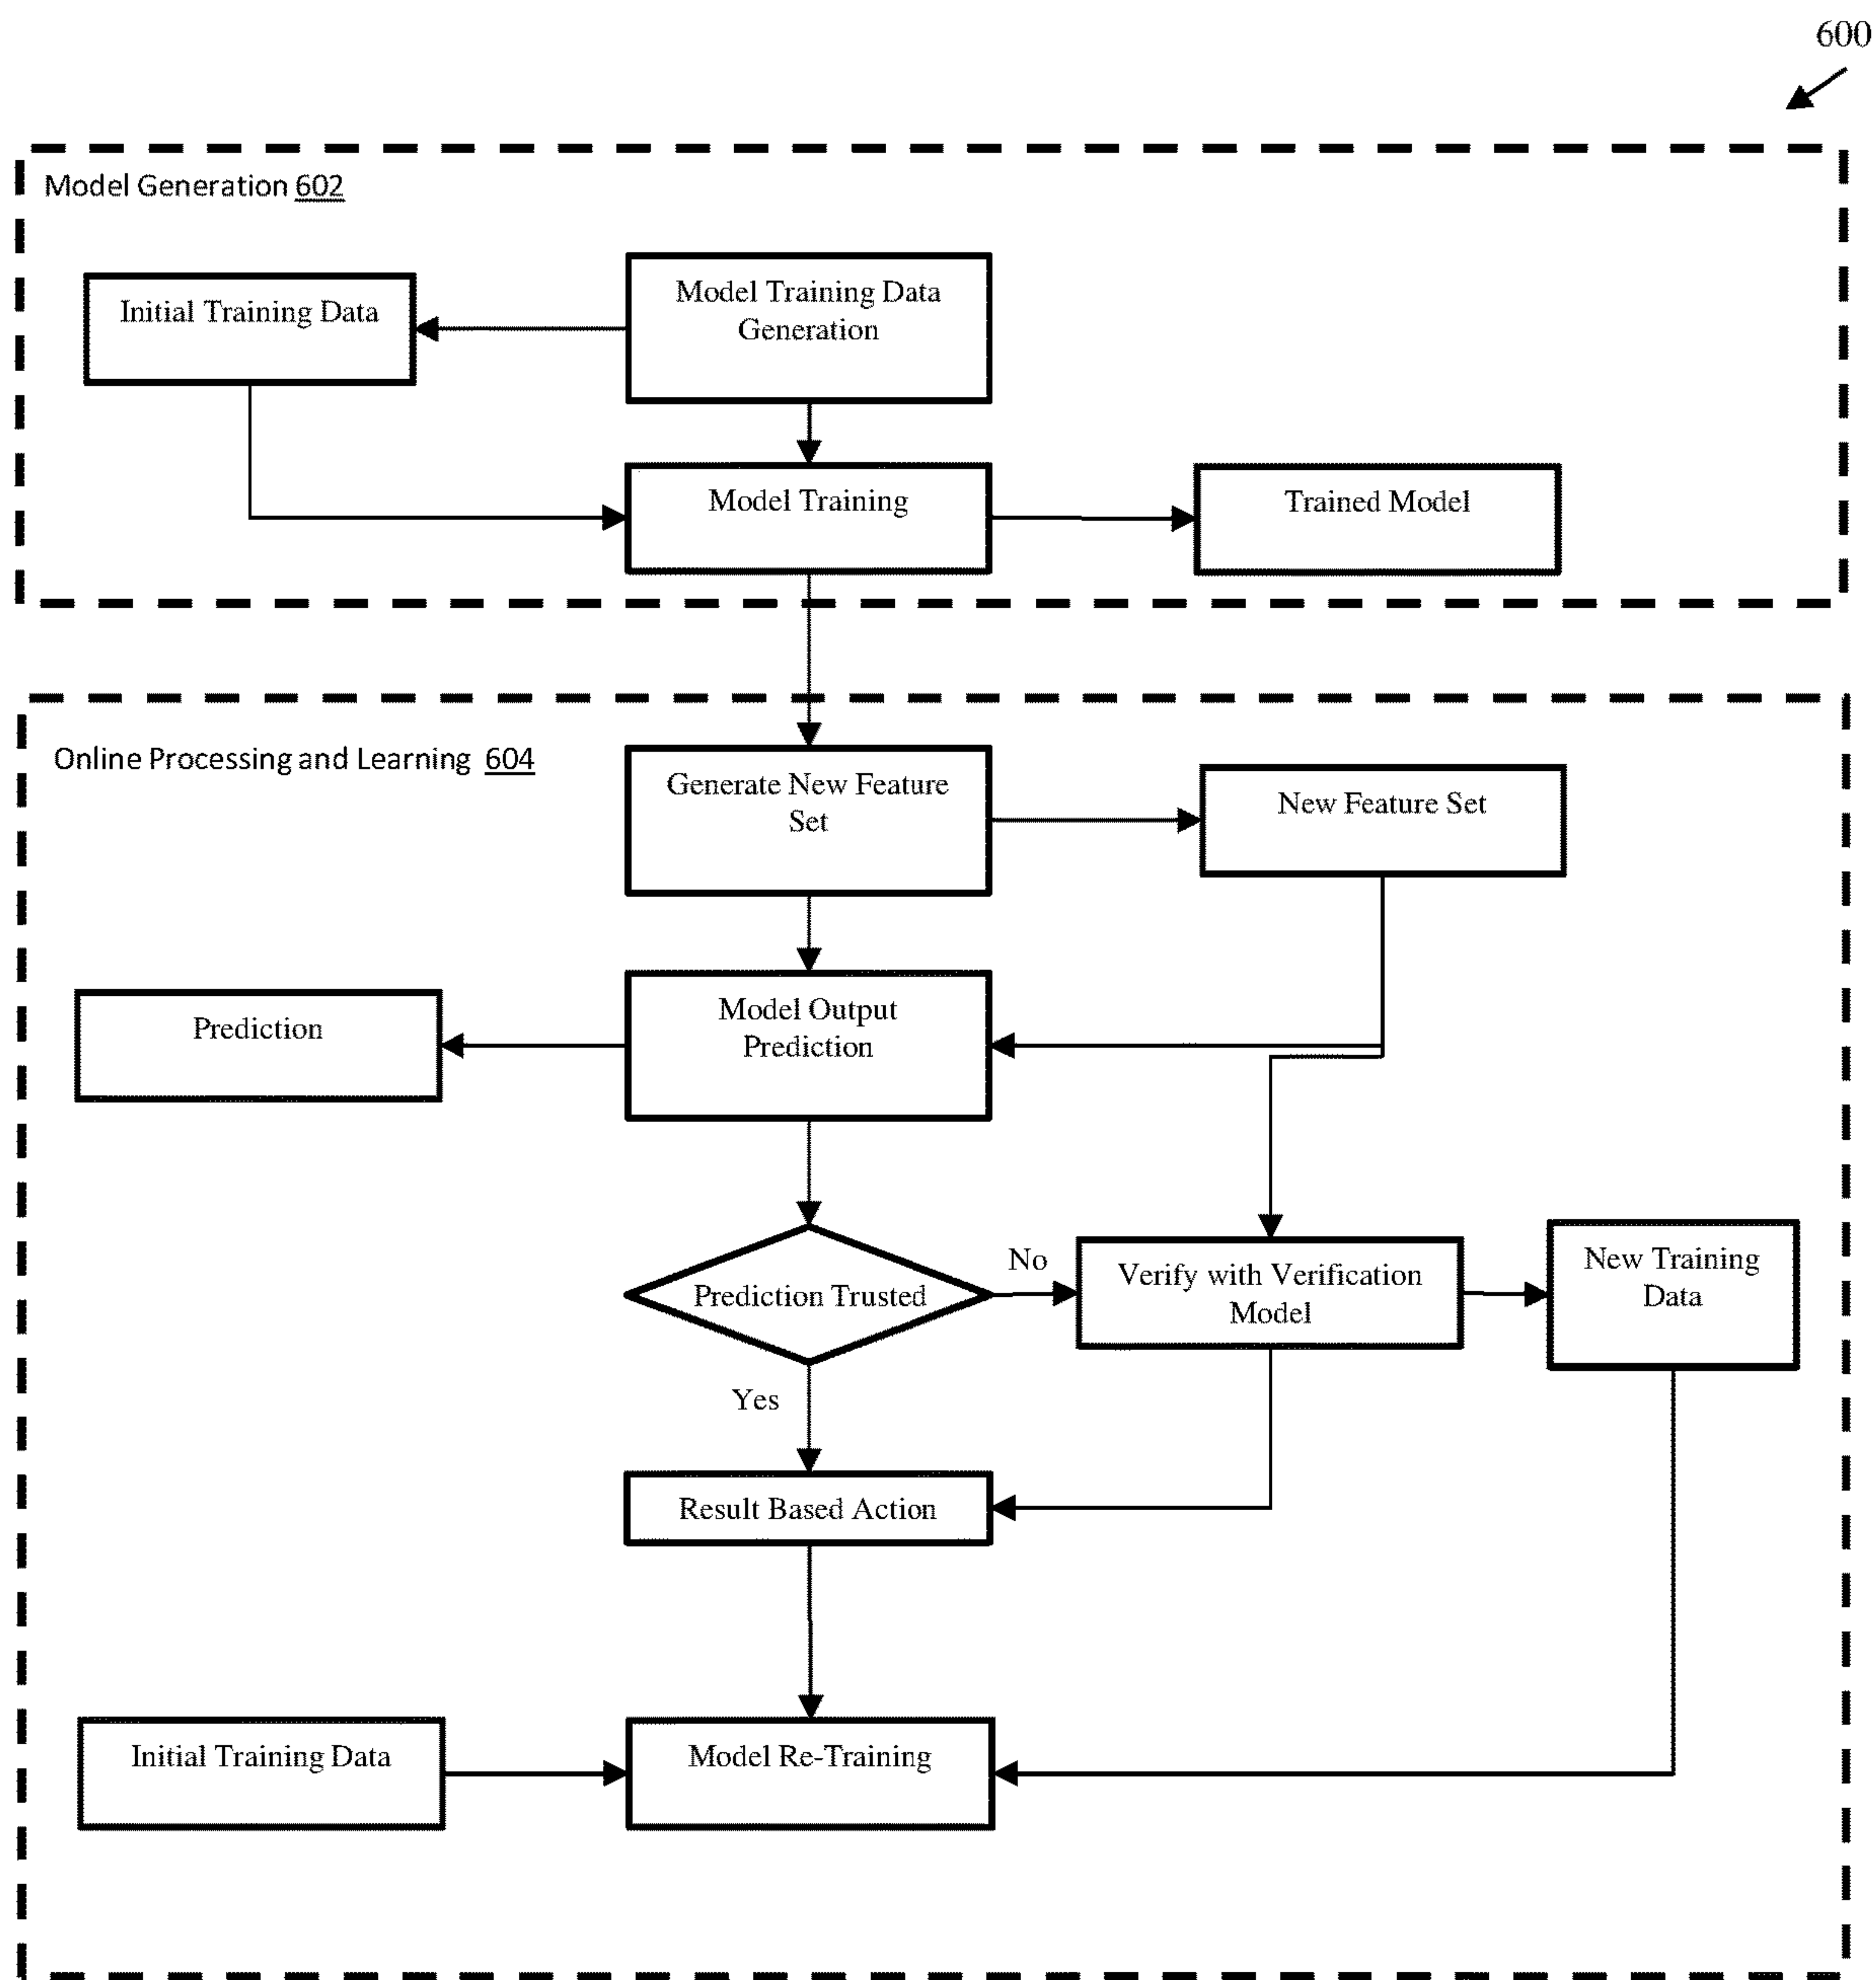 600
Model Generation 602
Initial Training Data
Model Training Data
Generation
Model Training
Trained Model
Online Processing and Learning 604
Generate New Feature
Set
New Feature Set
Prediction
Model Output
Prediction
Prediction Trusted
No
Verify with Verification
Model
New Training
Data
Yes
Result Based Action
Initial Training Data
Model Re-Training